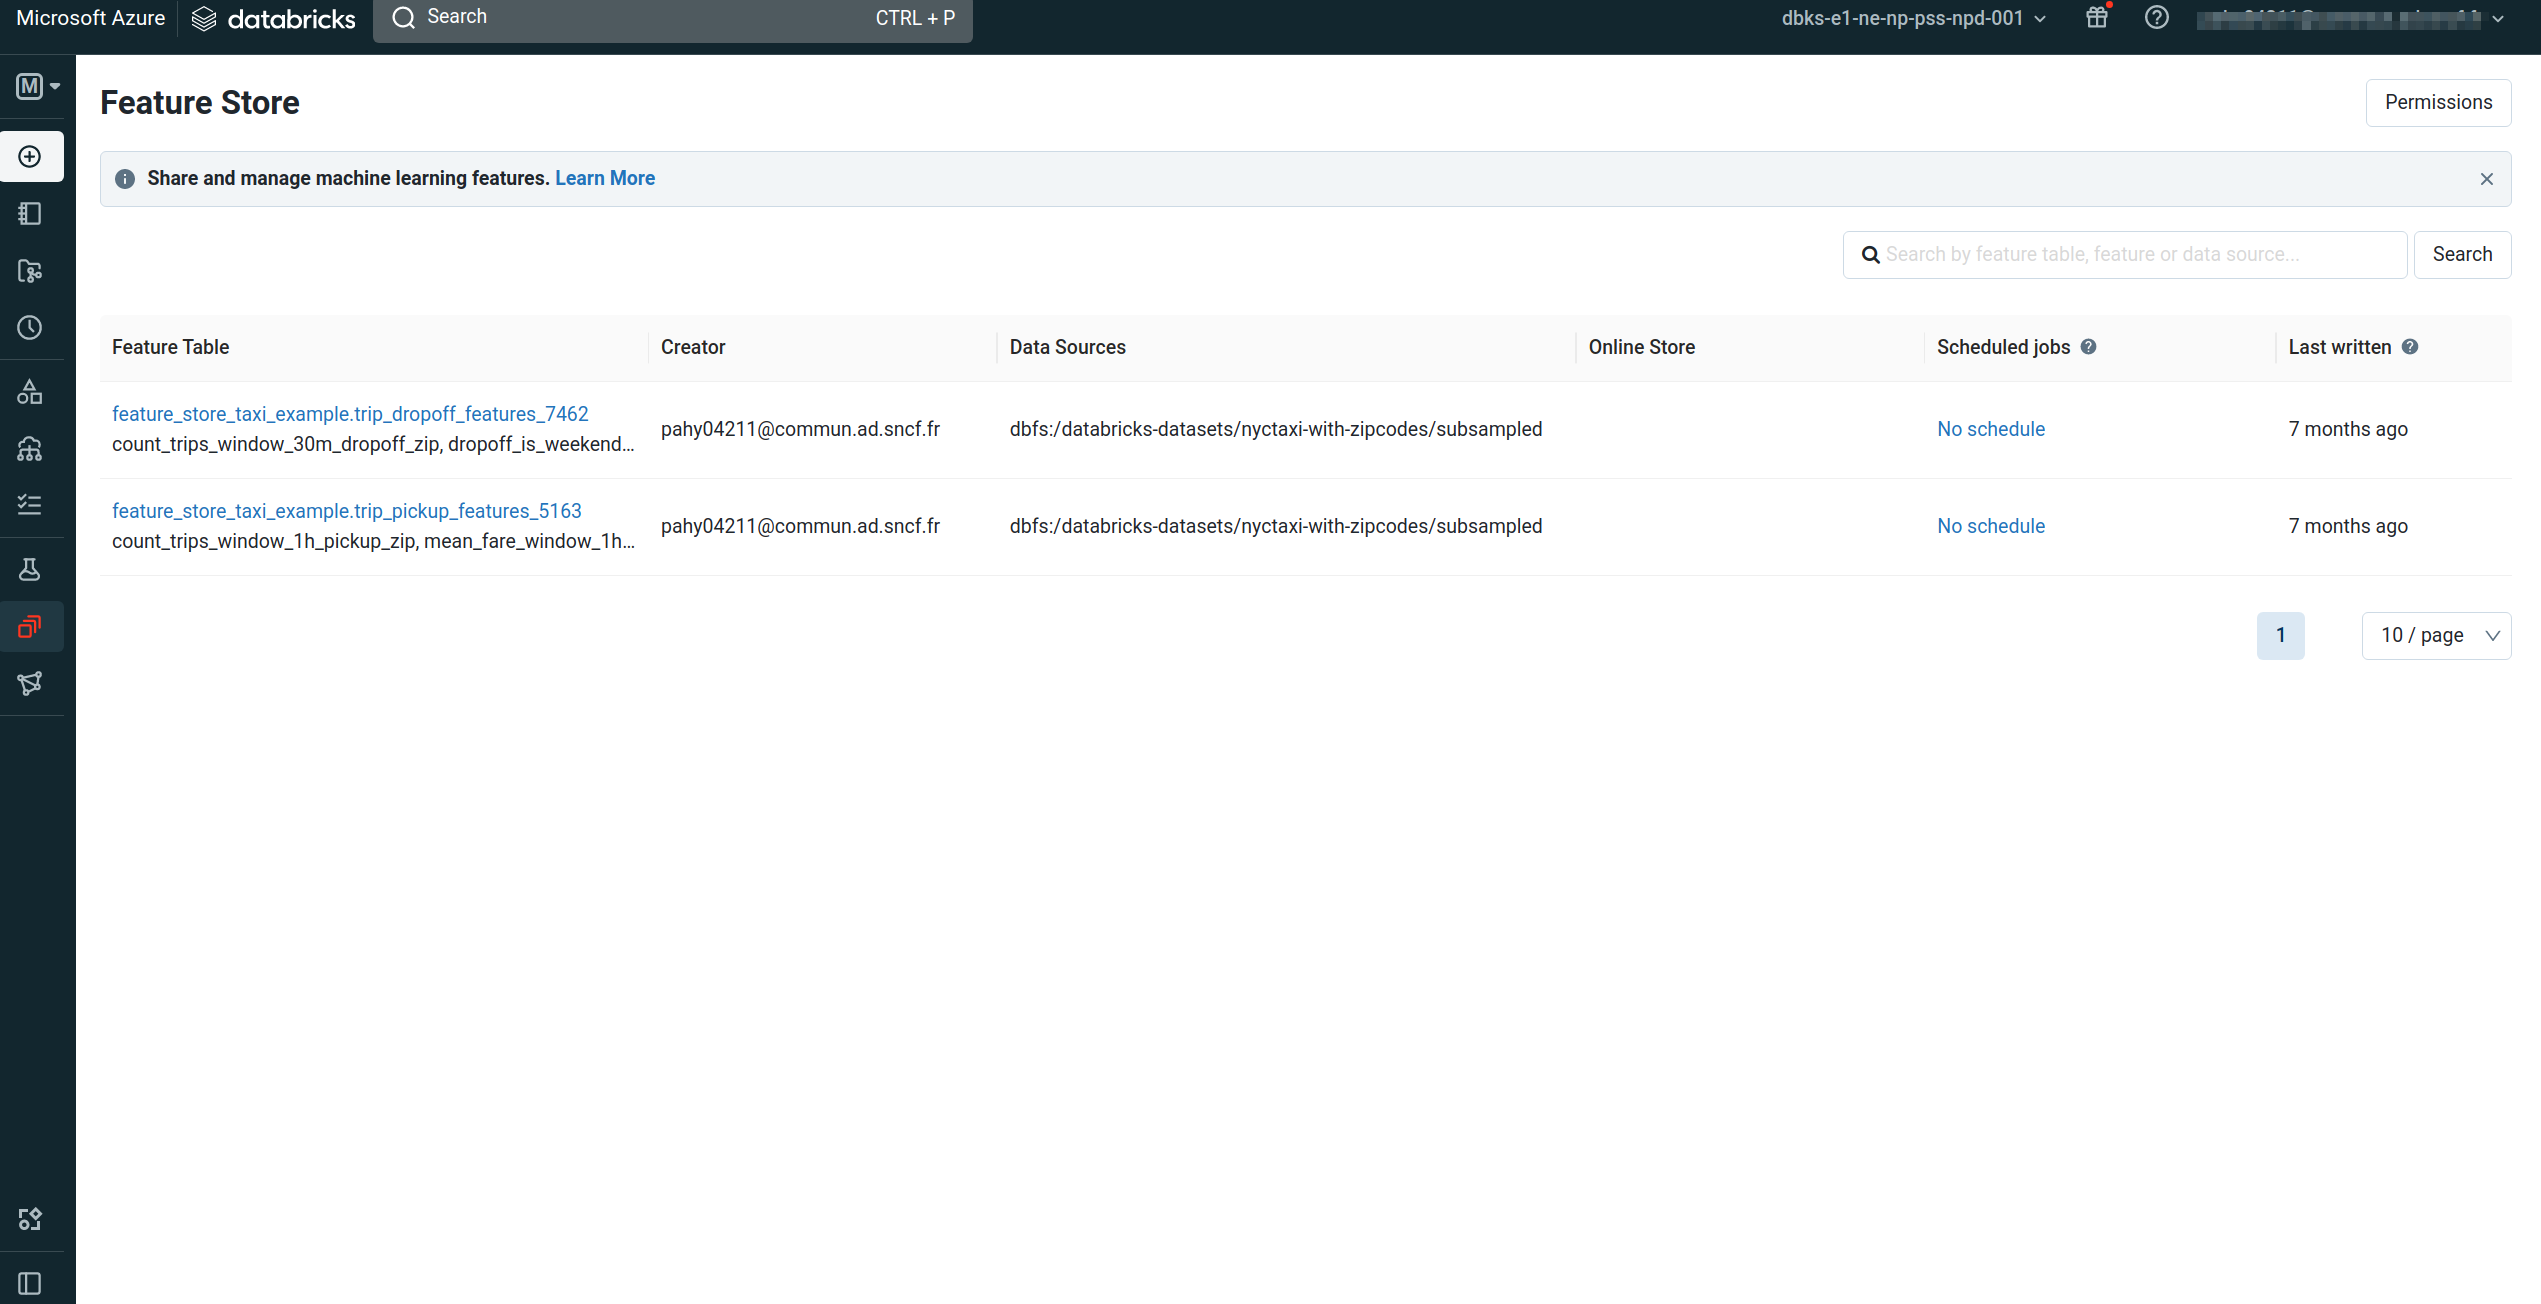 Microsoft Azure databricks Search CTRL + P dbks-e1-ne-np-pss-npd-001
M
Feature Store
Permissions
Share and manage machine learning features. Learn More
Search by feature table, feature or data source...
Search
Feature Table Creator Data Sources Online Store Scheduled jobs Last written
feature_store_taxi_example.trip_dropoff_features_7462
count_trips_window_30m_dropoff_zip, dropoff_is_weekend...
pahy04211@commun.ad.sncf.fr dbfs:/databricks-datasets/nyctaxi-with-zipcodes/subsampled No schedule 7 months ago
feature_store_taxi_example.trip_pickup_features_5163
count_trips_window_1h_pickup_zip, mean_fare_window_1h...
pahy04211@commun.ad.sncf.fr dbfs:/databricks-datasets/nyctaxi-with-zipcodes/subsampled No schedule 7 months ago
1 10 / page